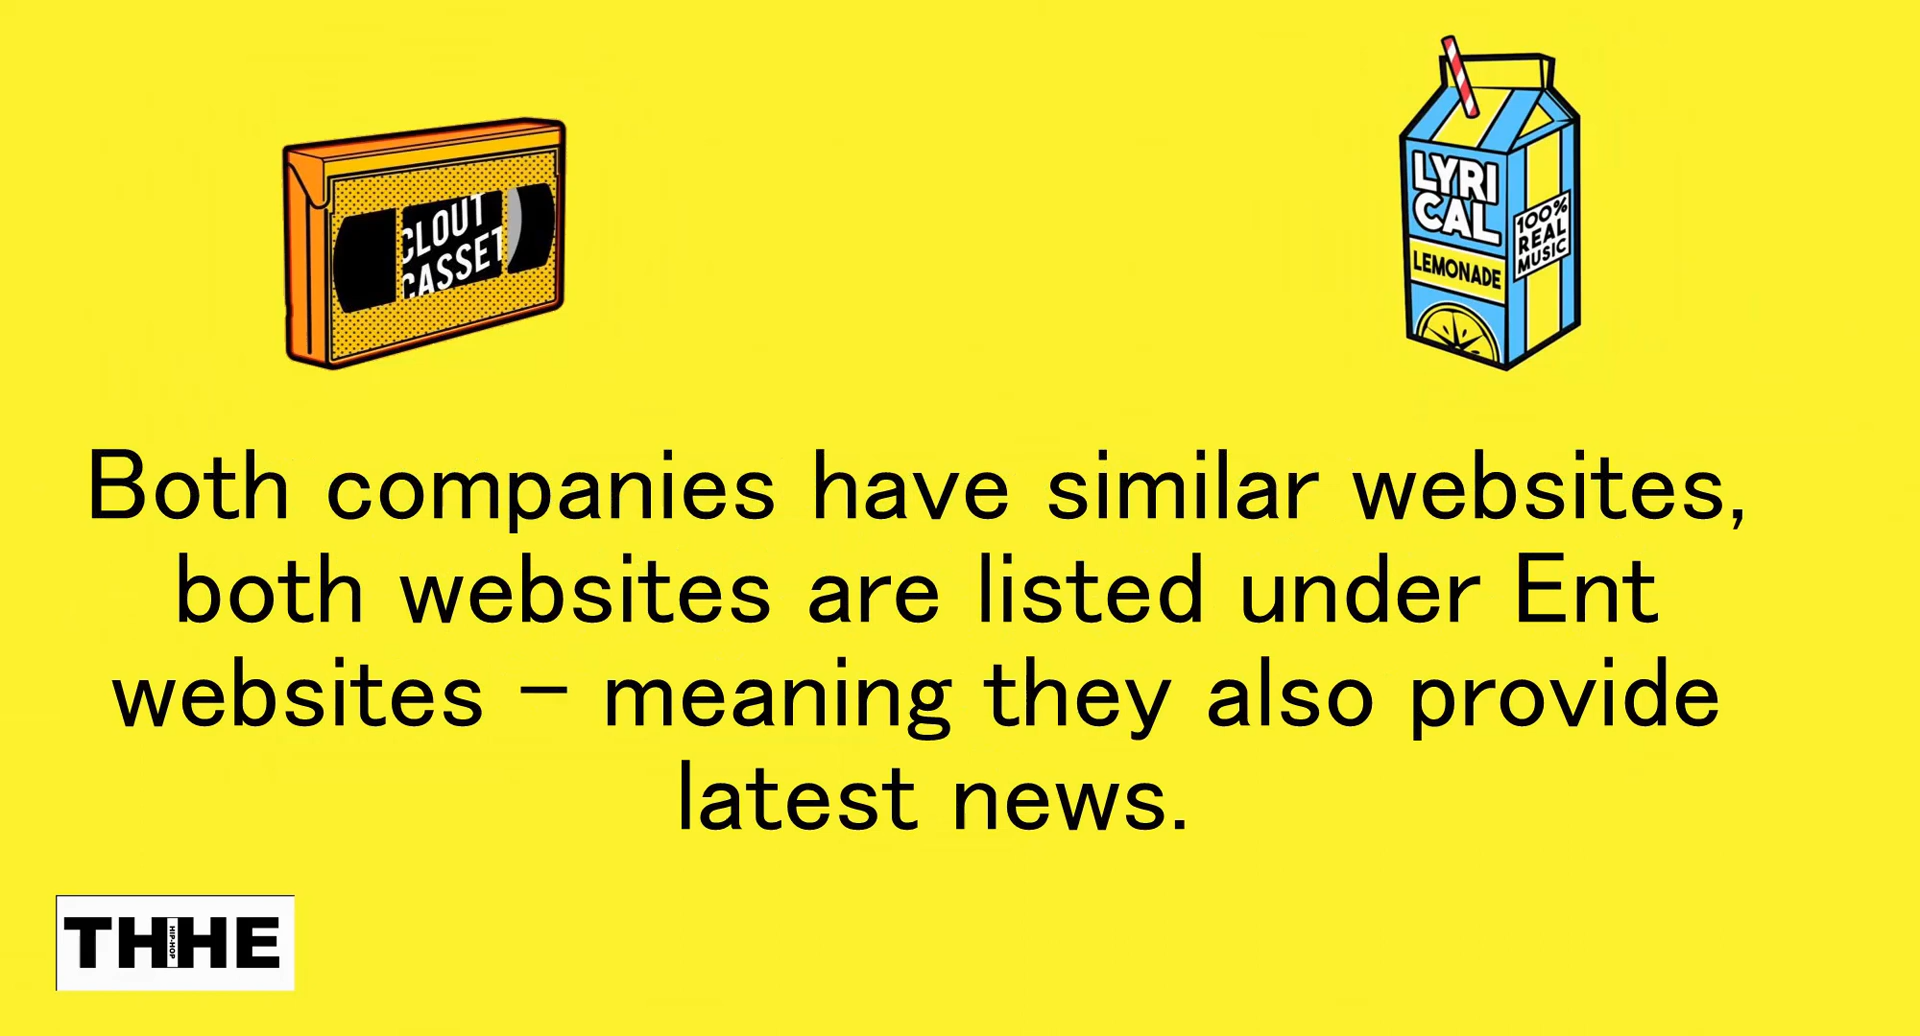 CLOUT
CASSET
LYRI
CAL
LEMONADE
100%
REAL
MUSIC
Both companies have similar websites,
both websites are listed under Ent
websites – meaning they also provide
latest news.
THHE
HIP-HOP